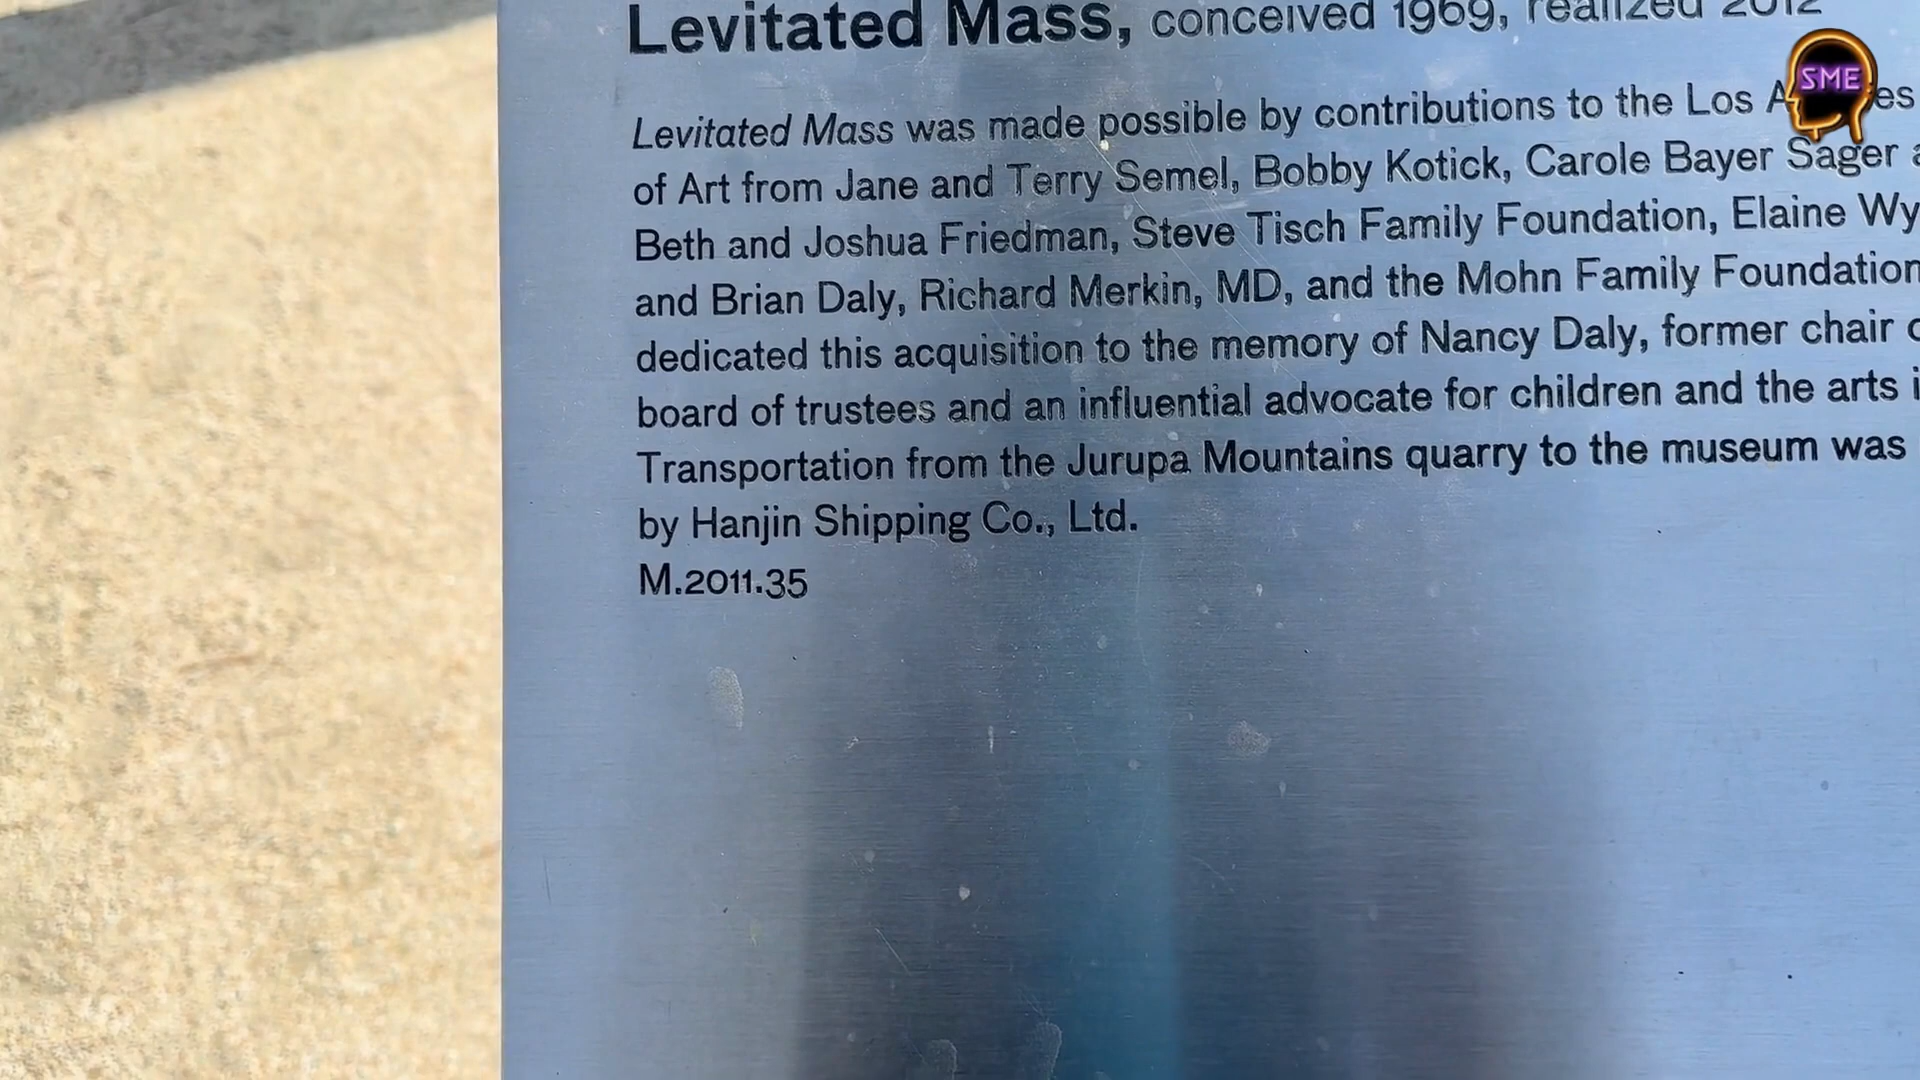 Levitated Mass, conceived 1969, realized 2012
SME
Levitated Mass was made possible by contributions to the Los
of Art from Jane and Terry Semel, Bobby Kotick, Carole Bayer Sager
Beth and Joshua Friedman, Steve Tisch Family Foundation, Elaine
and Brian Daly, Richard Merkin, MD, and the Mohn Family Foundation
dedicated this acquisition to the memory of Nancy Daly, former chair
board of trustees and an influential advocate for children and the arts
Transportation from the Jurupa Mountains quarry to the museum was
by Hanjin Shipping Co., Ltd.
M.2011.35